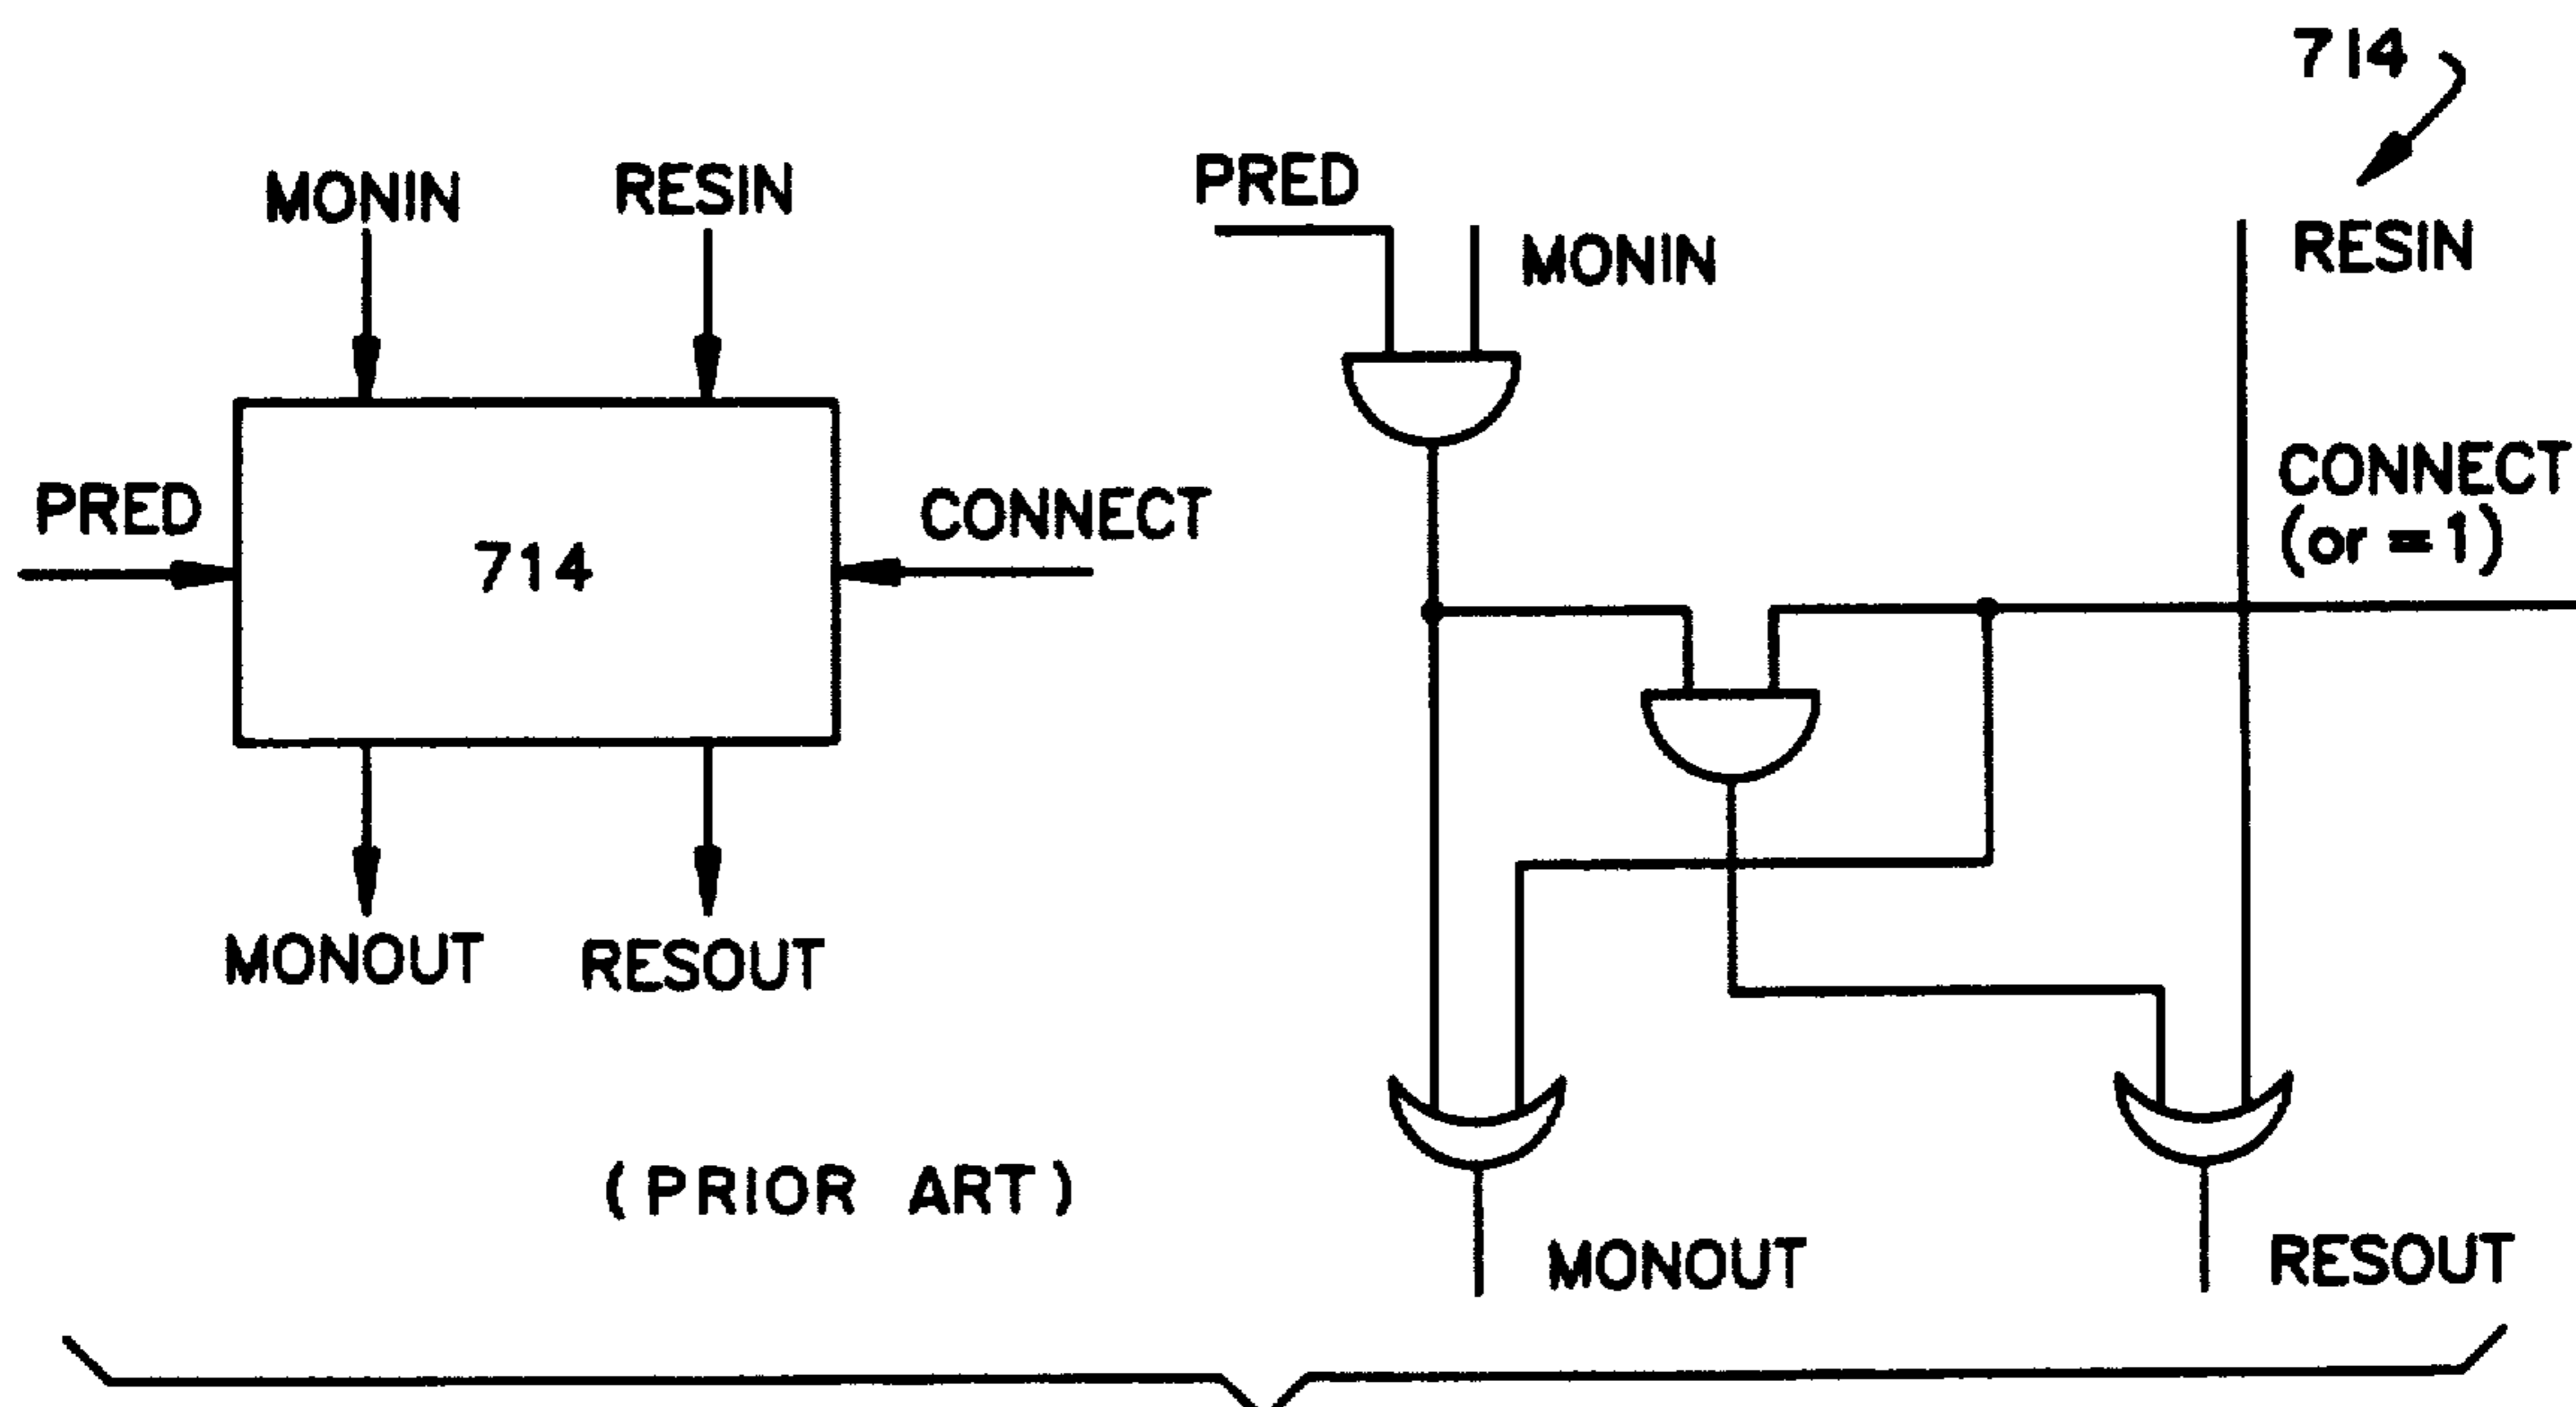 714
MONIN
RESIN
PRED
714
CONNECT
MONOUT
RESOUT
PRED
MONIN
RESIN
CONNECT
(or = 1)
MONOUT
RESOUT
(PRIOR ART)